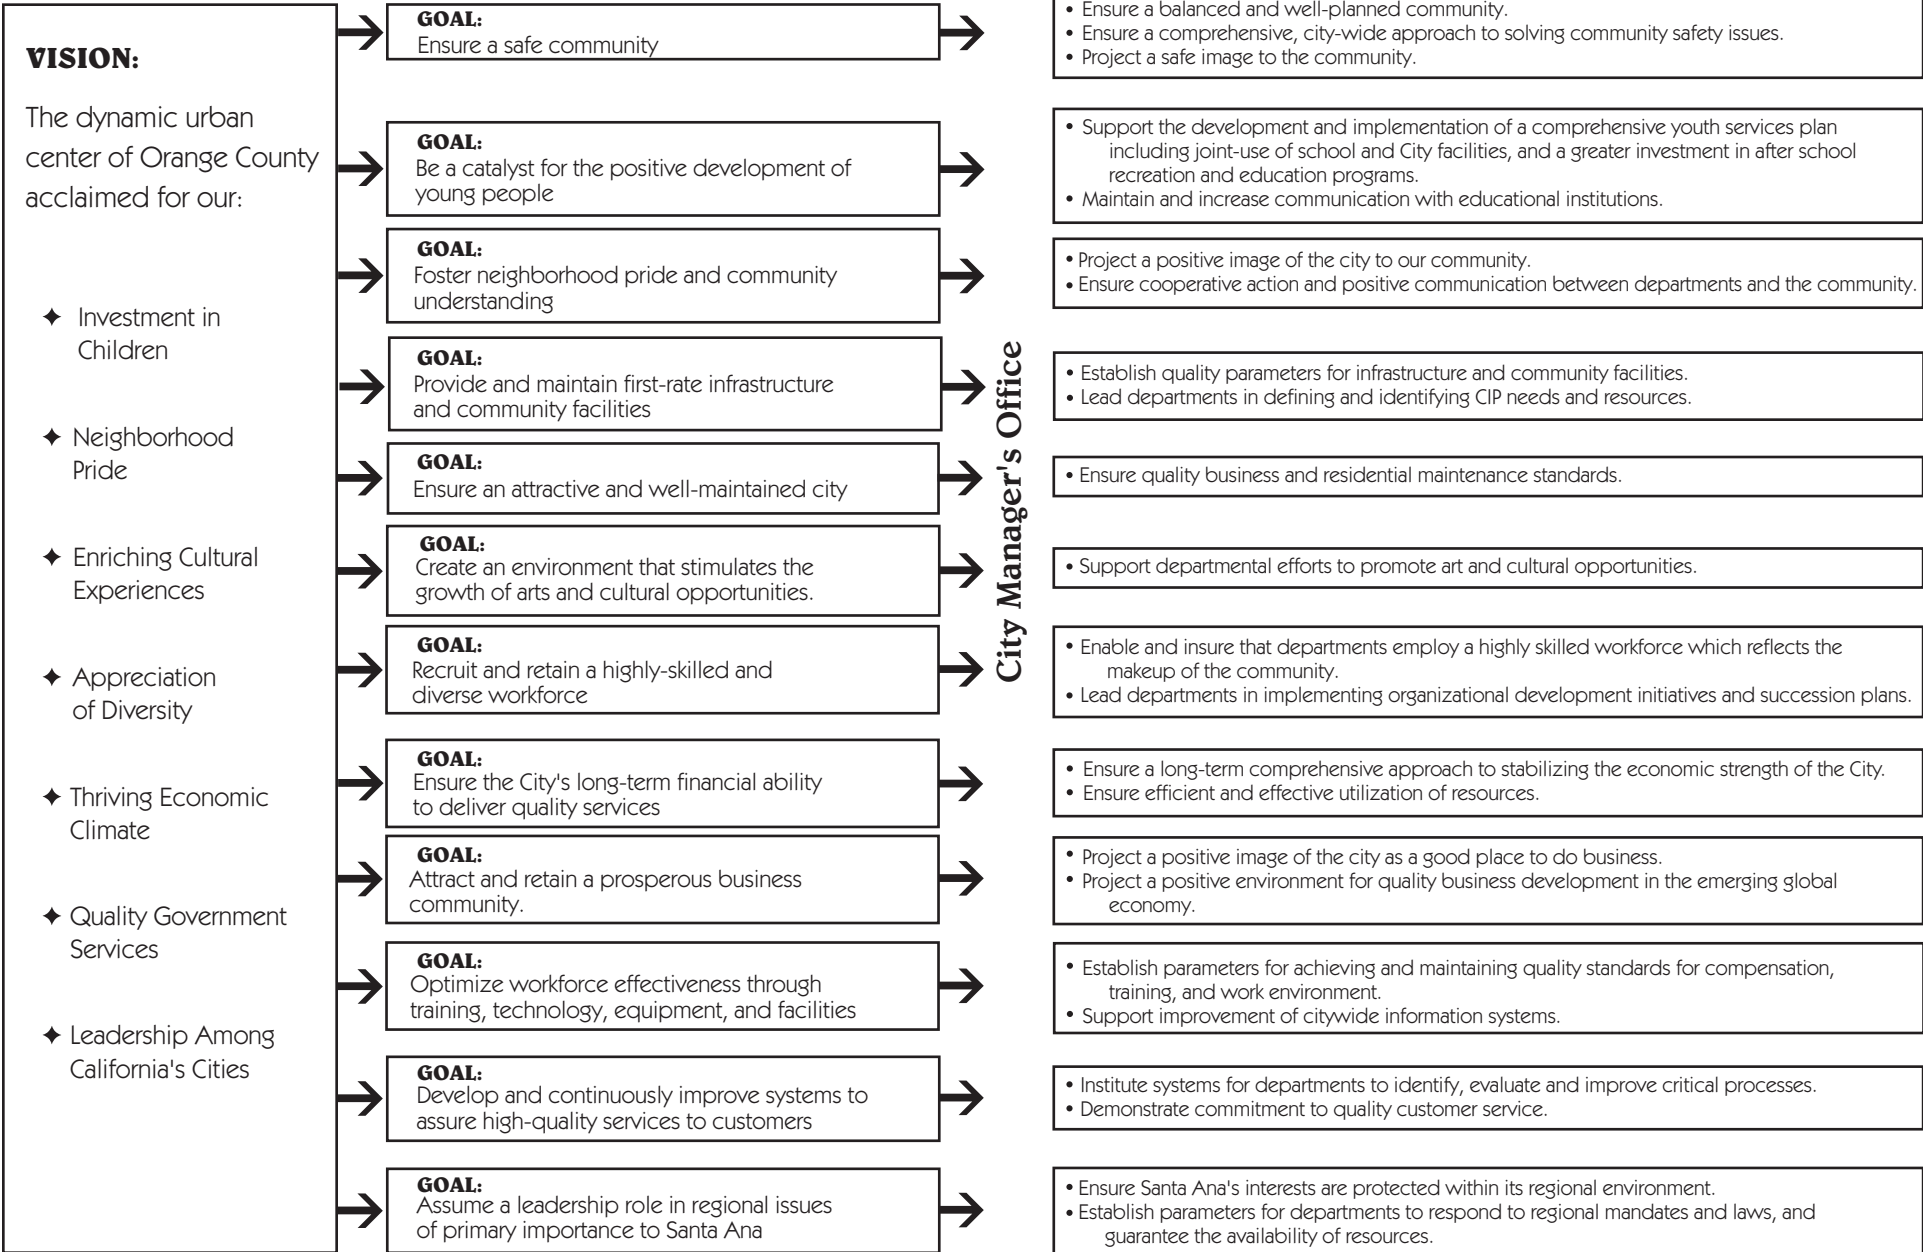 VISION:
The dynamic urban
center of Orange County
acclaimed for our:
✦ Investment in
Children
✦ Neighborhood
Pride
✦ Enriching Cultural
Experiences
✦ Appreciation
of Diversity
✦ Thriving Economic
Climate
✦ Quality Government
Services
✦ Leadership Among
California's Cities
GOAL:
Ensure a safe community
GOAL:
Be a catalyst for the positive development of
young people
GOAL:
Foster neighborhood pride and community
understanding
GOAL:
Provide and maintain first-rate infrastructure
and community facilities
GOAL:
Ensure an attractive and well-maintained city
GOAL:
Create an environment that stimulates the
growth of arts and cultural opportunities.
GOAL:
Recruit and retain a highly-skilled and
diverse workforce
GOAL:
Ensure the City's long-term financial ability
to deliver quality services
GOAL:
Attract and retain a prosperous business
community.
GOAL:
Optimize workforce effectiveness through
training, technology, equipment, and facilities
GOAL:
Develop and continuously improve systems to
assure high-quality services to customers
GOAL:
Assume a leadership role in regional issues
of primary importance to Santa Ana
City Manager's Office
• Ensure a balanced and well-planned community.
• Ensure a comprehensive, city-wide approach to solving community safety issues.
• Project a safe image to the community.
• Support the development and implementation of a comprehensive youth services plan
including joint-use of school and City facilities, and a greater investment in after school
recreation and education programs.
• Maintain and increase communication with educational institutions.
• Project a positive image of the city to our community.
• Ensure cooperative action and positive communication between departments and the community.
• Establish quality parameters for infrastructure and community facilities.
• Lead departments in defining and identifying CIP needs and resources.
• Ensure quality business and residential maintenance standards.
• Support departmental efforts to promote art and cultural opportunities.
• Enable and insure that departments employ a highly skilled workforce which reflects the
makeup of the community.
• Lead departments in implementing organizational development initiatives and succession plans.
• Ensure a long-term comprehensive approach to stabilizing the economic strength of the City.
• Ensure efficient and effective utilization of resources.
• Project a positive image of the city as a good place to do business.
• Project a positive environment for quality business development in the emerging global
economy.
• Establish parameters for achieving and maintaining quality standards for compensation,
training, and work environment.
• Support improvement of citywide information systems.
• Institute systems for departments to identify, evaluate and improve critical processes.
• Demonstrate commitment to quality customer service.
• Ensure Santa Ana's interests are protected within its regional environment.
• Establish parameters for departments to respond to regional mandates and laws, and
guarantee the availability of resources.